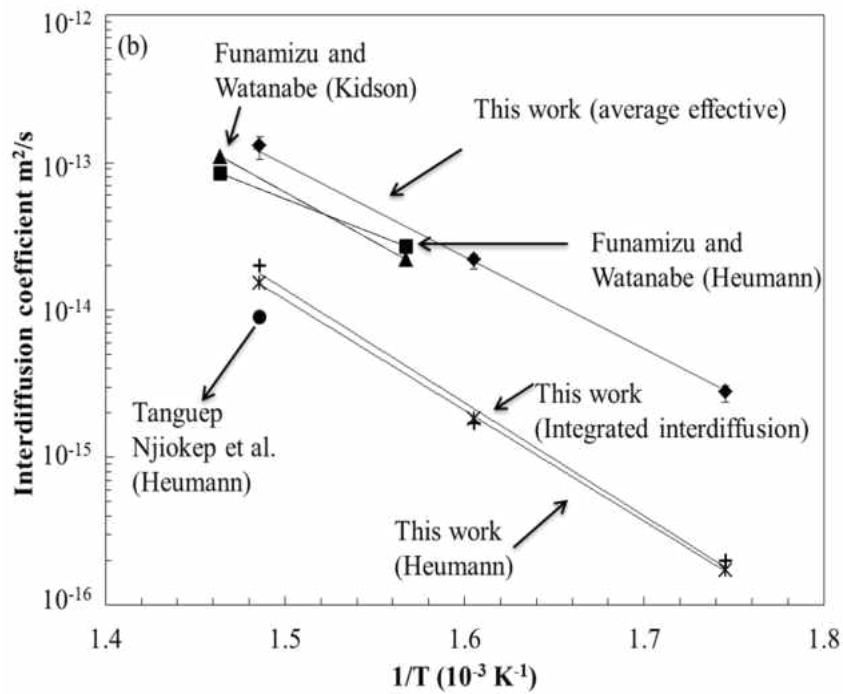 10⁻¹²
(b)
Funamizu and
Watanabe (Kidson)
This work (average effective)
10⁻¹³
Funamizu and
Watanabe (Heumann)
10⁻¹⁴
Interdiffusion coefficient m²/s
Tanguep
Njiokep et al.
(Heumann)
This work
(Integrated interdiffusion)
10⁻¹⁵
This work
(Heumann)
10⁻¹⁶
1.4 1.5 1.6 1.7 1.8
1/T (10⁻³ K⁻¹)